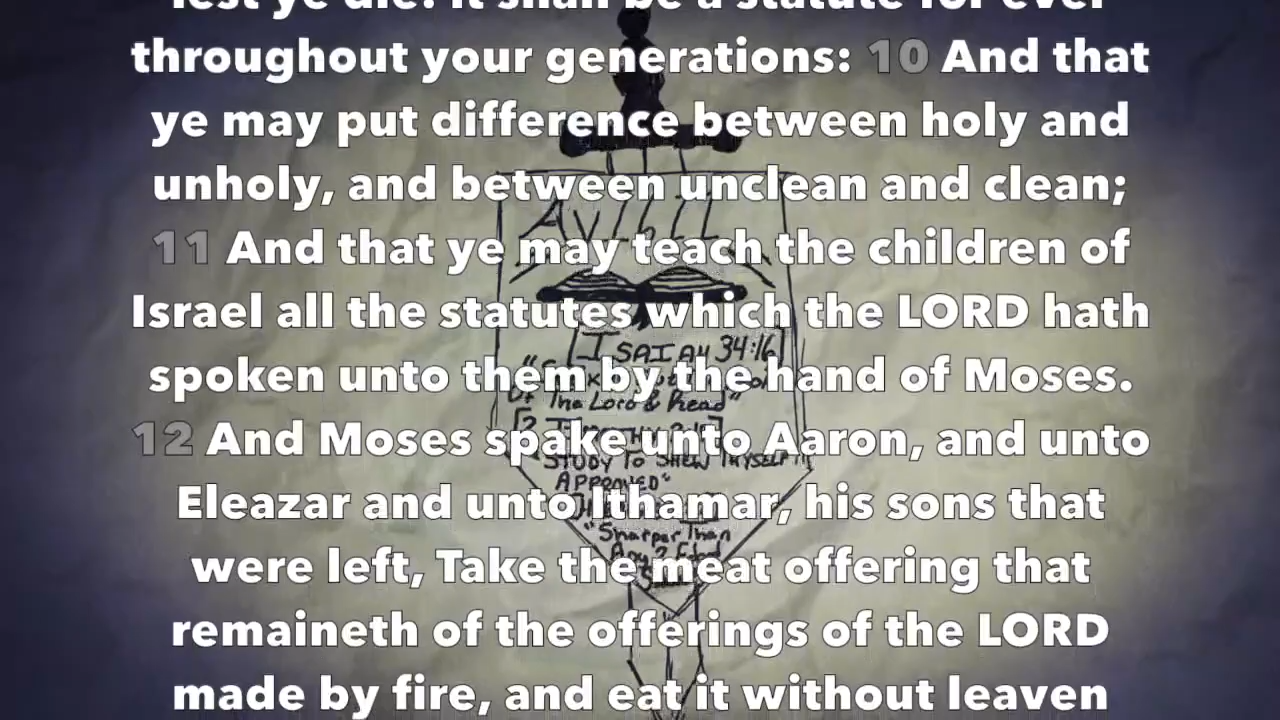 lest ye die: it shall be a statute for ever
throughout your generations: 10 And that
ye may put difference between holy and
unholy, and between unclean and clean;
11 And that ye may teach the children of
Israel all the statutes which the LORD hath
spoken unto them by the hand of Moses.
12 And Moses spake unto Aaron, and unto
Eleazar and unto Ithamar, his sons that
were left, Take the meat offering that
remaineth of the offerings of the LORD
made by fire, and eat it without leaven
[ISAIAH 34:16]
Of The Lord & Read"
"STUDY TO SHEW THYSELF
APPROVED"
"Sharper Than
Any 2 Edged